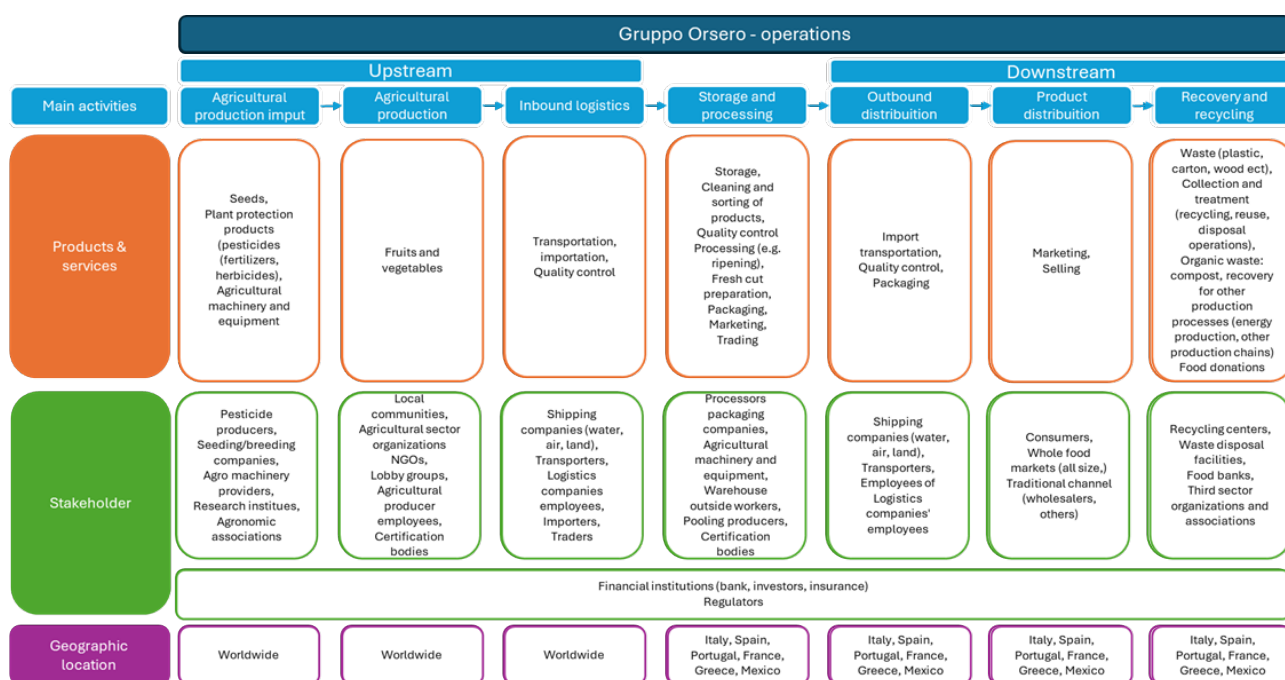 Gruppo Orsero - operations
Upstream
Downstream
Main activities
Agricultural
production imput
Agricultural
production
Inbound logistics
Storage and
processing
Outbound
distribuition
Product
distribuition
Recovery and
recycling
Products &
services
Seeds,
Plant protection
products
(pesticides
(fertilizers,
herbicides),
Agricultural
machinery and
equipment
Fruits and
vegetables
Transportation,
importation,
Quality control
Storage,
Cleaning and
sorting of
products,
Quality control
Processing (e.g.
ripening),
Fresh cut
preparation,
Packaging,
Marketing,
Trading
Import
transportation,
Quality control,
Packaging
Marketing,
Selling
Waste (plastic,
carton, wood ect),
Collection and
treatment
(recycling, reuse,
disposal
operations),
Organic waste:
compost, recovery
for other
production
processes (energy
production, other
production chains)
Food donations
Stakeholder
Pesticide
producers,
Seeding/breeding
companies,
Agro machinery
providers,
Research institues,
Agronomic
associations
Local
communities,
Agricultural sector
organizations
NGOs,
Lobby groups,
Agricultural
producer
employees,
Certification
bodies
Shipping
companies (water,
air, land),
Transporters,
Logistics
companies
employees,
Importers,
Traders
Processors
packaging
companies,
Agricultural
machinery and
equipment,
Warehouse
outside workers,
Pooling producers,
Certification
bodies
Shipping
companies (water,
air, land),
Transporters,
Employees of
Logistics
companies'
employees
Consumers,
Whole food
markets (all size,)
Traditional channel
(wholesalers,
others)
Recycling centers,
Waste disposal
facilities,
Food banks,
Third sector
organizations and
associations
Financial institutions (bank, investors, insurance)
Regulators
Geographic
location
Worldwide
Worldwide
Worldwide
Italy, Spain,
Portugal, France,
Greece, Mexico
Italy, Spain,
Portugal, France,
Greece, Mexico
Italy, Spain,
Portugal, France,
Greece, Mexico
Italy, Spain,
Portugal, France,
Greece, Mexico